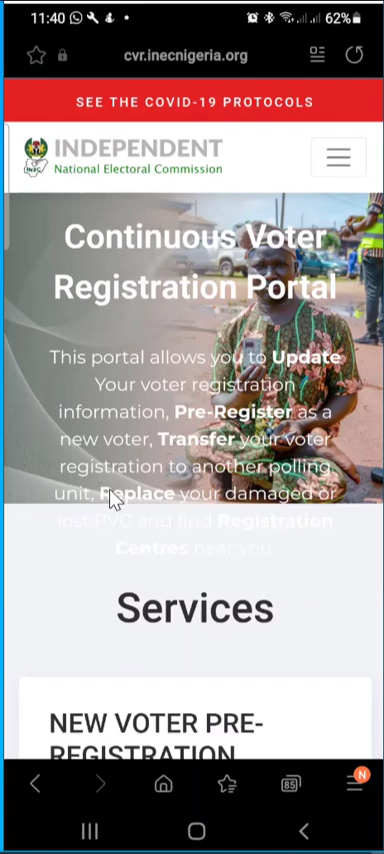 11:40 62%
cvr.inecnigeria.org
SEE THE COVID-19 PROTOCOLS
INDEPENDENT
National Electoral Commission
Continuous Voter
Registration Portal
This portal allows you to Update
Your voter registration
information, Pre-Register as a
new voter, Transfer your voter
registration to another polling
unit, Replace your damaged or
lost PVC and find Registration
Centres near you
Services
NEW VOTER PRE-
REGISTRATION
85
N